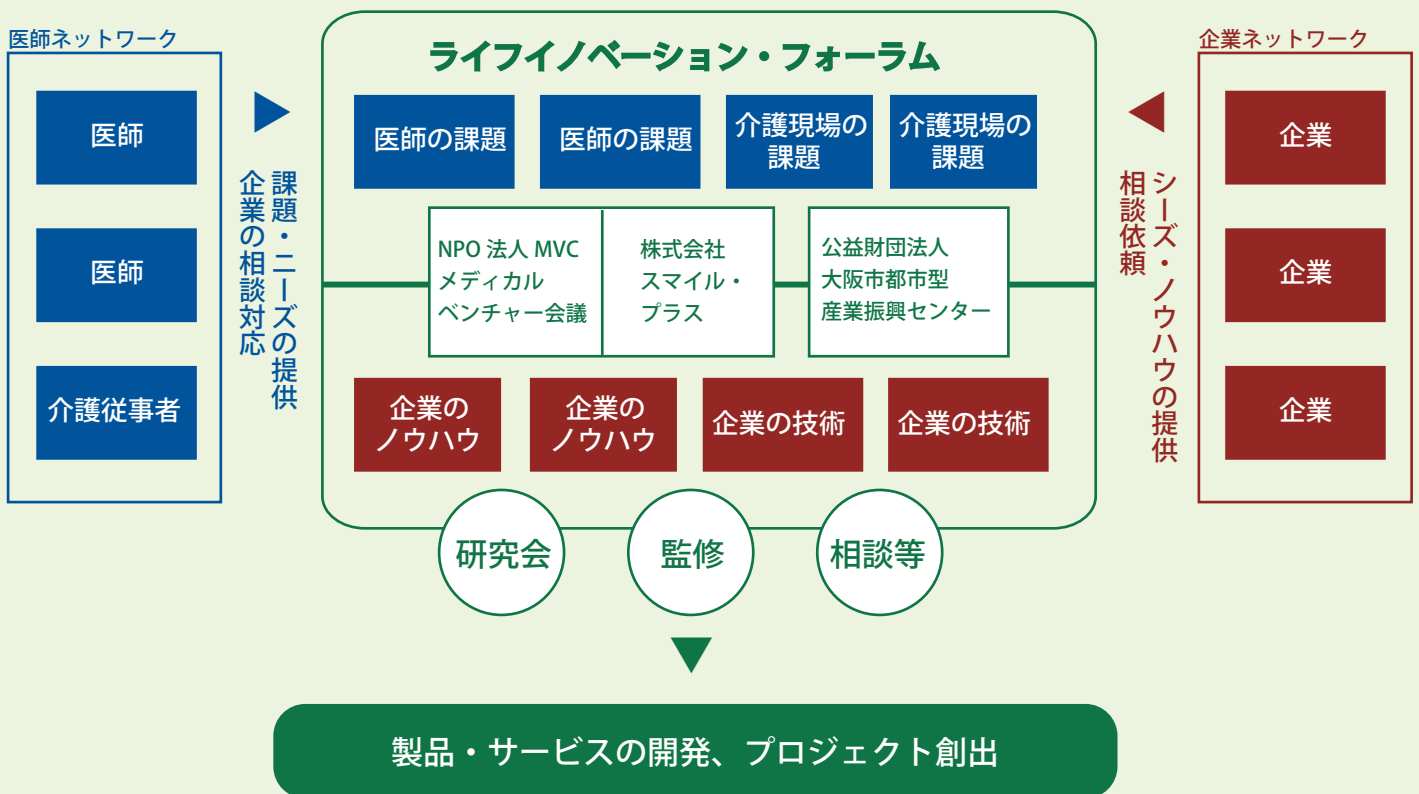 医師ネットワーク
医師
医師
介護従事者
課題・ニーズの提供
企業の相談対応
ライフイノベーション・フォーラム
医師の課題
医師の課題
介護現場の
課題
介護現場の
課題
NPO 法人 MVC
メディカル
ベンチャー会議
株式会社
スマイル・
プラス
公益財団法人
大阪市都市型
産業振興センター
企業の
ノウハウ
企業の
ノウハウ
企業の技術
企業の技術
研究会
監修
相談等
シーズ・ノウハウの提供
相談依頼
企業ネットワーク
企業
企業
企業
製品・サービスの開発、プロジェクト創出